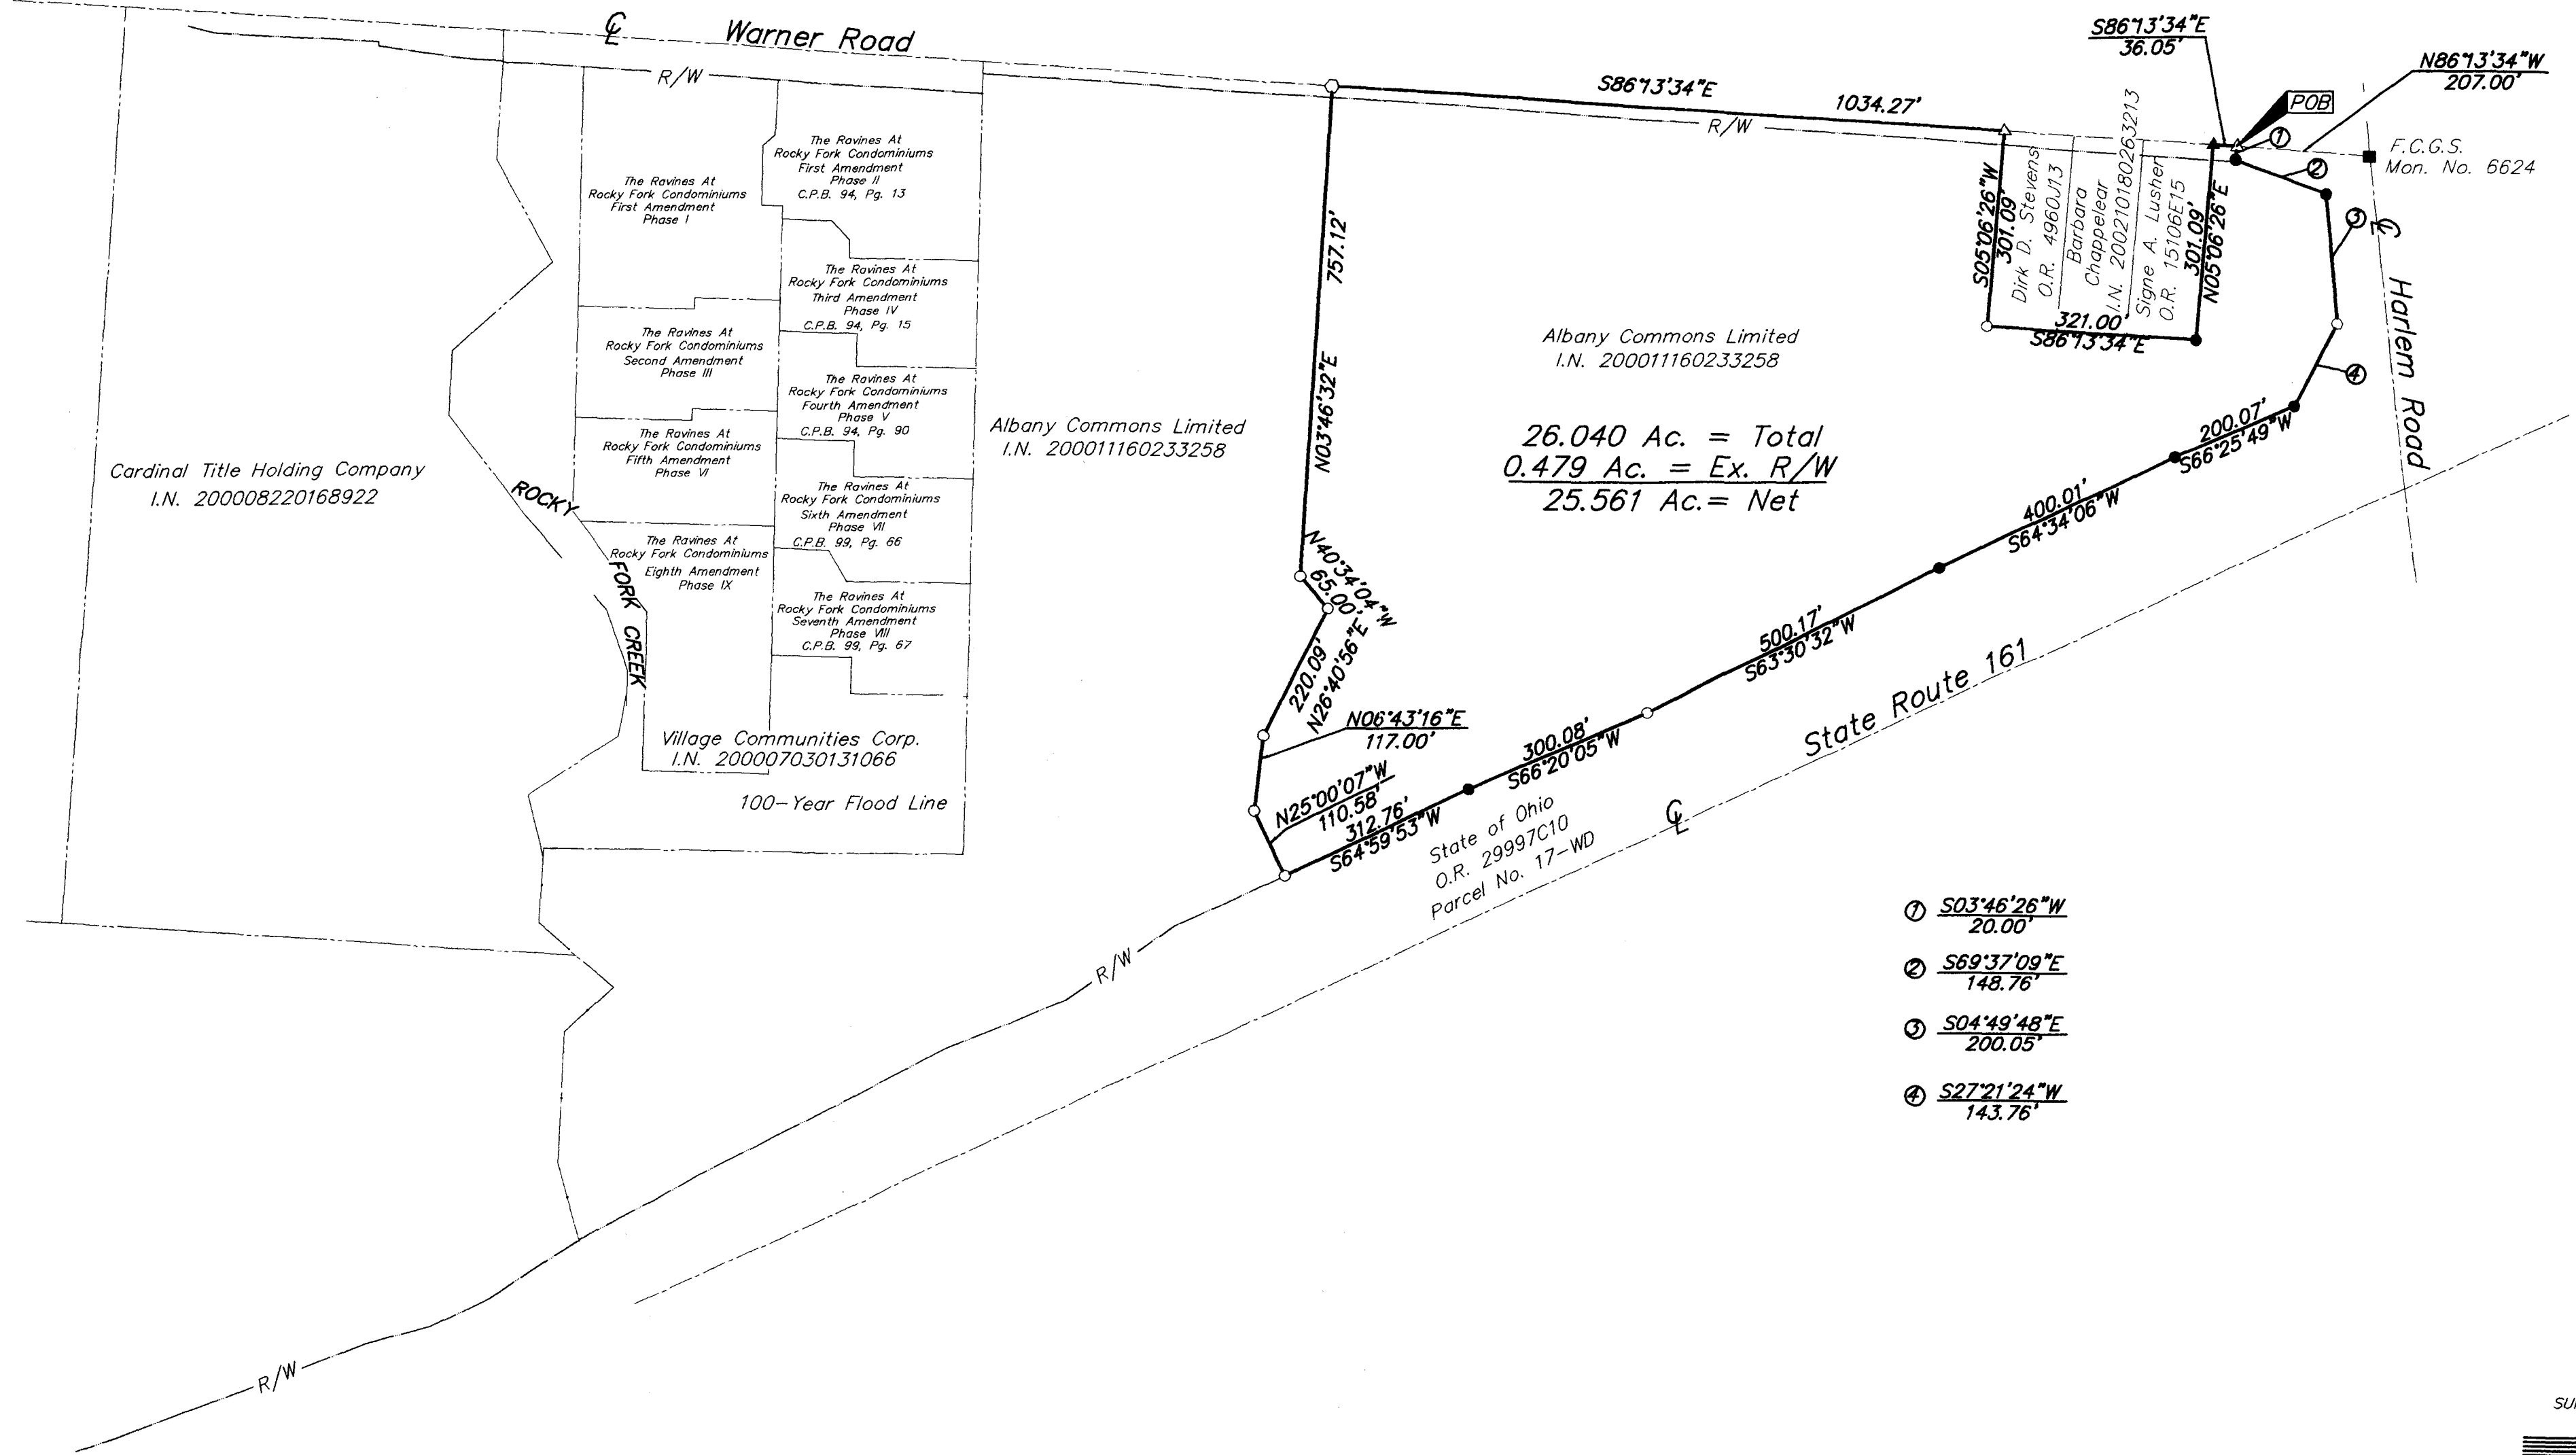 ℄
Warner Road
R/W
S86°13'34"E
1034.27'
R/W
S86°13'34"E
36.05'
N86°13'34"W
207.00'
POB
①
②
③
④
F.C.G.S.
Mon. No. 6624
℄
Harlem Road
S05°06'26"W
301.09'
Dirk D. Stevens
O.R. 4960J13
Barbara
Chappelear
I.N. 200210180263213
Signe A. Lusher
O.R. 15106E15
301.09'
N05°06'26"E
321.00'
S86°13'34"E
The Ravines At
Rocky Fork Condominiums
First Amendment
Phase I
The Ravines At
Rocky Fork Condominiums
First Amendment
Phase II
C.P.B. 94, Pg. 13
The Ravines At
Rocky Fork Condominiums
Third Amendment
Phase IV
C.P.B. 94, Pg. 15
The Ravines At
Rocky Fork Condominiums
Second Amendment
Phase III
The Ravines At
Rocky Fork Condominiums
Fourth Amendment
Phase V
C.P.B. 94, Pg. 90
The Ravines At
Rocky Fork Condominiums
Fifth Amendment
Phase VI
The Ravines At
Rocky Fork Condominiums
Sixth Amendment
Phase VII
C.P.B. 99, Pg. 66
The Ravines At
Rocky Fork Condominiums
Eighth Amendment
Phase IX
The Ravines At
Rocky Fork Condominiums
Seventh Amendment
Phase VIII
C.P.B. 99, Pg. 67
Cardinal Title Holding Company
I.N. 200008220168922
ROCKY
FORK
CREEK
Village Communities Corp.
I.N. 200007030131066
100-Year Flood Line
Albany Commons Limited
I.N. 200011160233258
757.12'
N03°46'32"E
Albany Commons Limited
I.N. 200011160233258
26.040 Ac. = Total
0.479 Ac. = Ex. R/W
25.561 Ac.= Net
N40°34'04"W
65.00'
220.09'
N26°40'56"E
N06°43'16"E
117.00'
N25°00'07"W
110.58'
312.76'
S64°59'53"W
300.08'
S66°20'05"W
500.17'
S63°30'32"W
400.01'
S64°34'06"W
200.07'
S66°25'49"W
State Route 161
℄
State of Ohio
O.R. 29997C10
Parcel No. 17-WD
R/W
R/W
① S03°46'26"W
20.00'
② S69°37'09"E
148.76'
③ S04°49'48"E
200.05'
④ S27°21'24"W
143.76'